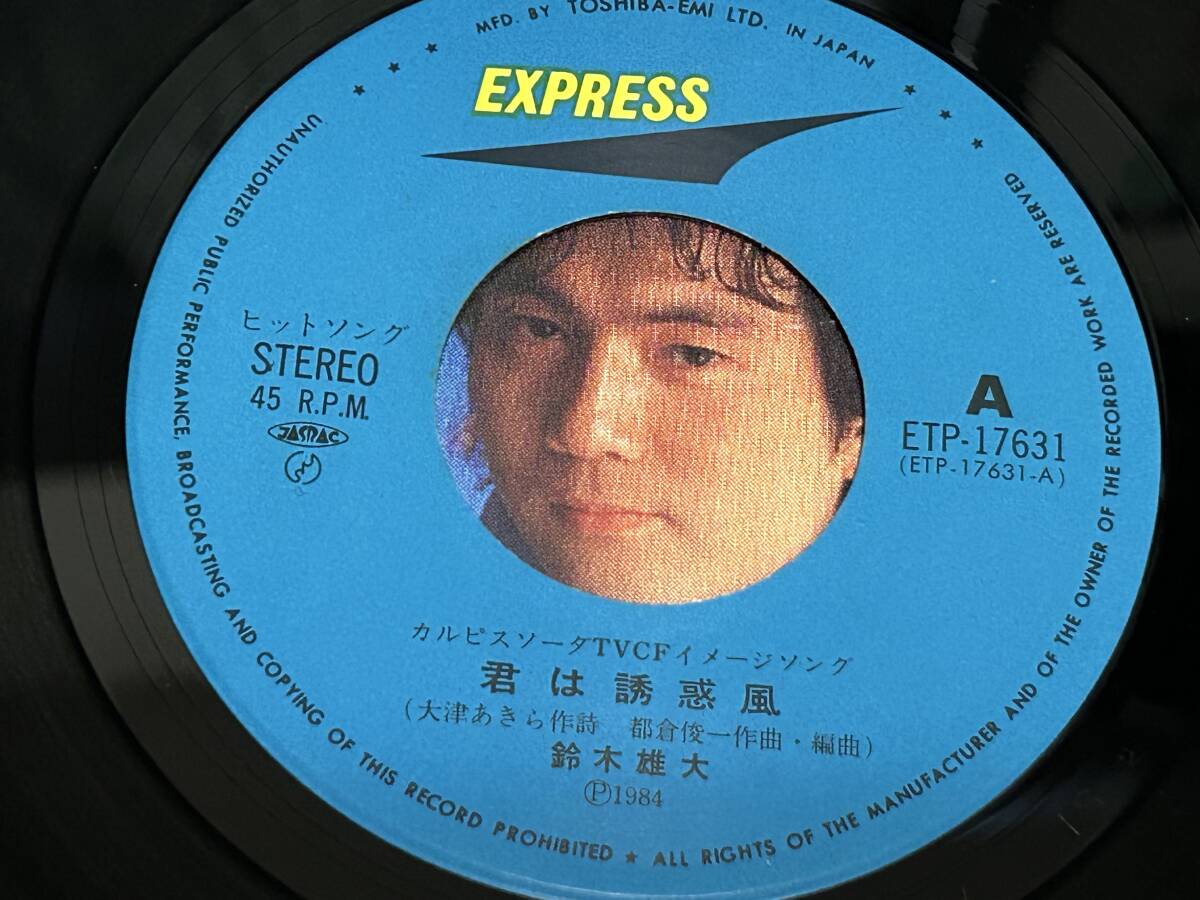 MFD. BY TOSHIBA-EMI LTD. IN JAPAN
EXPRESS
ヒットソング
STEREO
45 R.P.M.
JASRAC
A
ETP-17631
(ETP-17631-A)
カルピスソーダTVCFイメージソング
君は誘惑風
(大津あきら作詩 都倉俊一作曲・編曲)
鈴木雄大
Ⓟ1984
UNAUTHORIZED PUBLIC PERFORMANCE, BROADCASTING AND COPYING OF THIS RECORD PROHIBITED ★ ALL RIGHTS OF THE MANUFACTURER AND OF THE OWNER OF THE RECORDED WORK ARE RESERVED